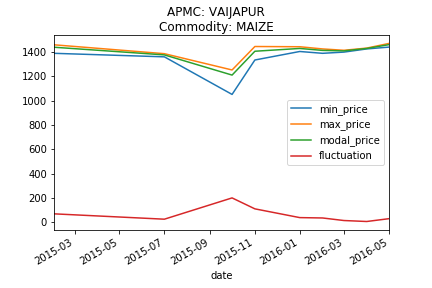 APMC: VAIJAPUR
Commodity: MAIZE
1400
1200
1000
800
600
400
200
0
min_price
max_price
modal_price
fluctuation
2015-03
2015-05
2015-07
2015-09
2015-11
2016-01
2016-03
2016-05
date